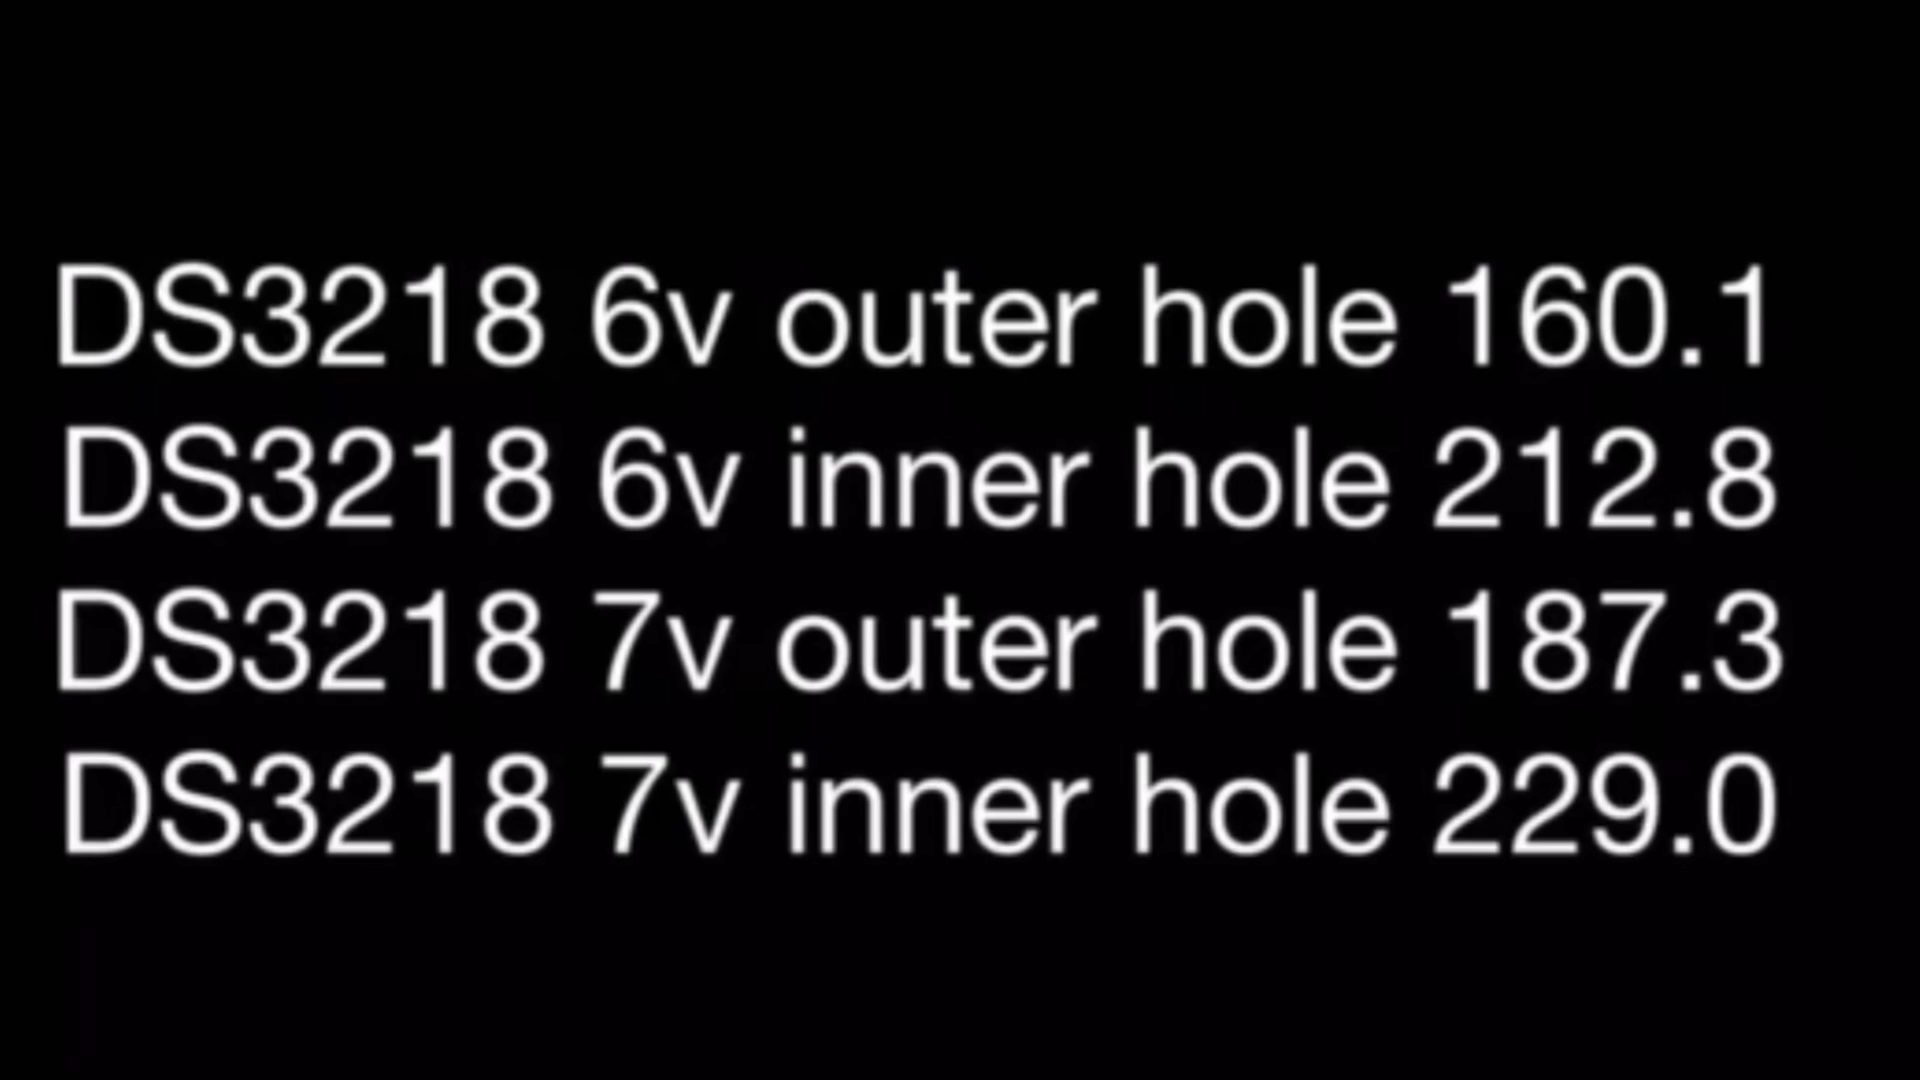 DS3218 6v outer hole 160.1
DS3218 6v inner hole 212.8
DS3218 7v outer hole 187.3
DS3218 7v inner hole 229.0